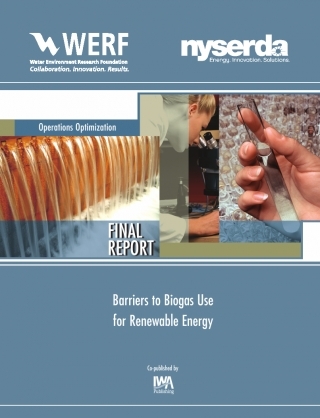 WERF
Water Environment Research Foundation
Collaboration. Innovation. Results.
nyserda
Energy. Innovation. Solutions.
Operations Optimization
FINAL
REPORT
Barriers to Biogas Use
for Renewable Energy
Co-published by
IWA
Publishing